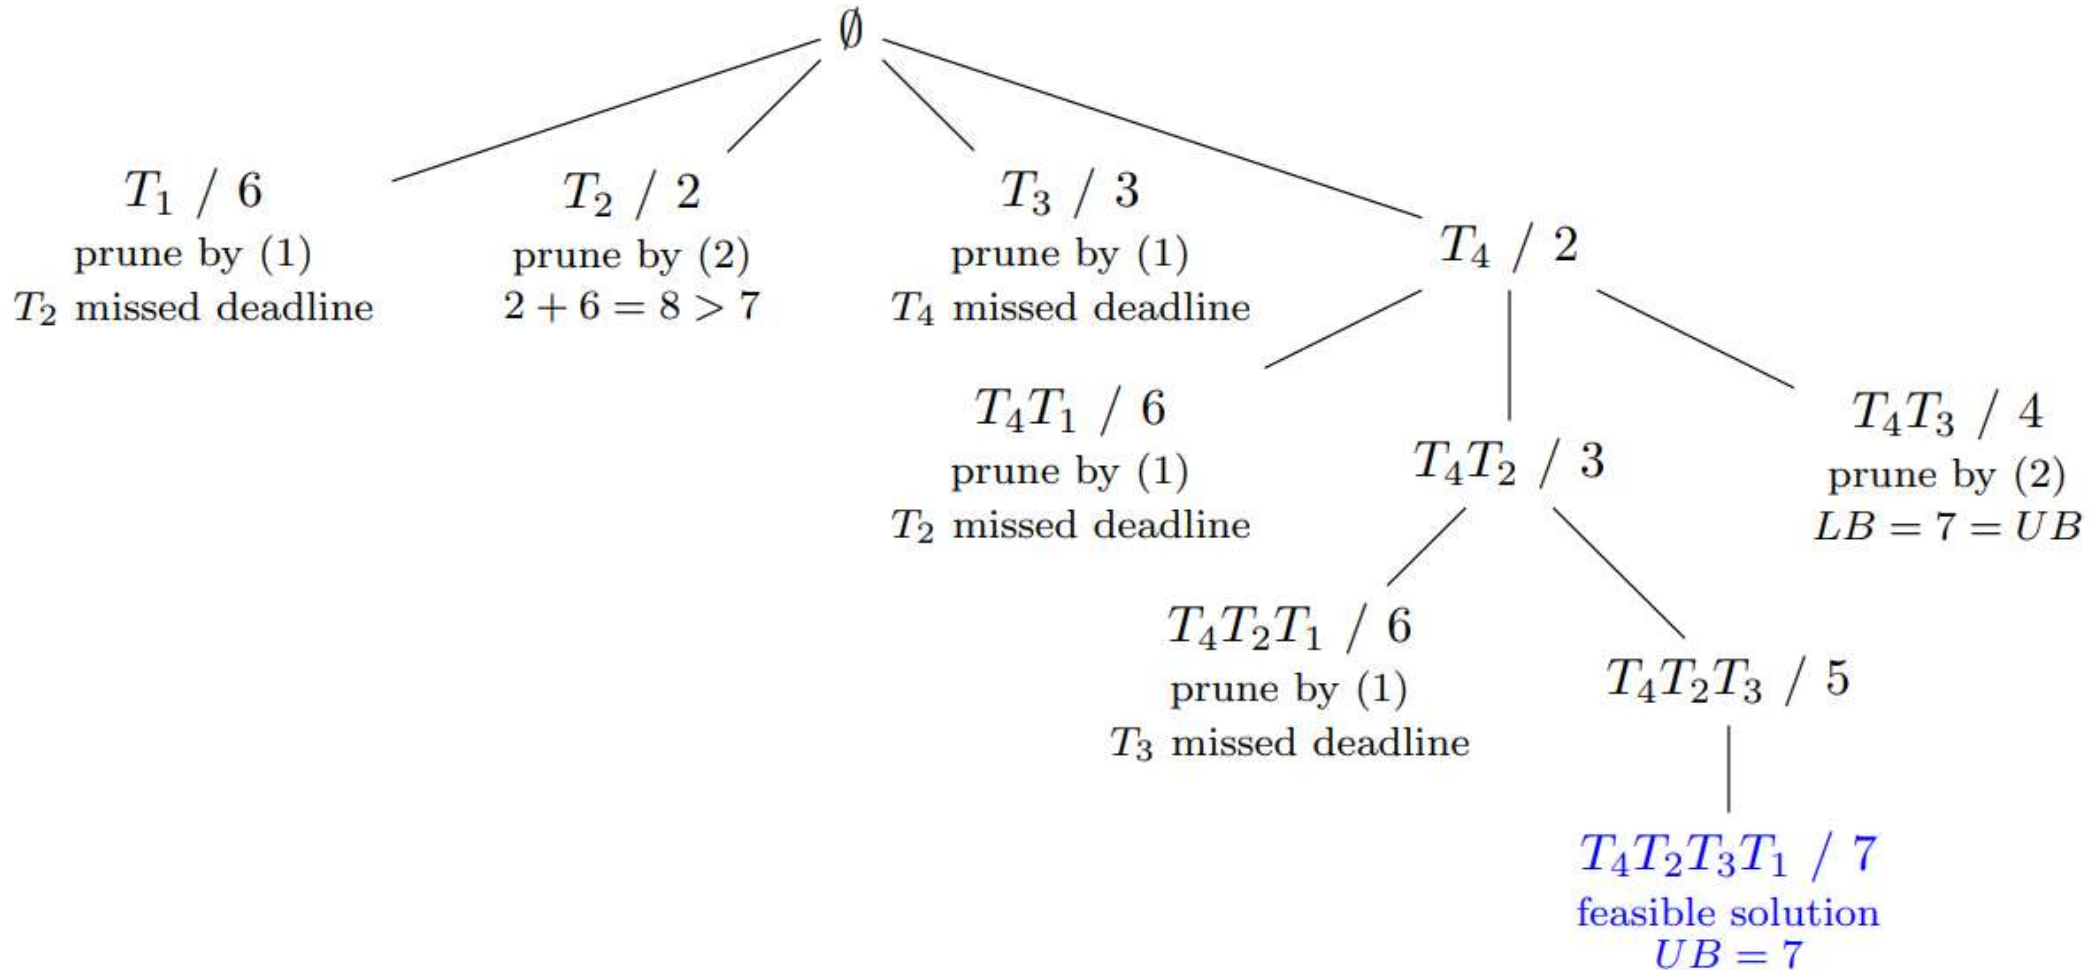 ∅
T₁ / 6
prune by (1)
T₂ missed deadline
T₂ / 2
prune by (2)
2 + 6 = 8 > 7
T₃ / 3
prune by (1)
T₄ missed deadline
T₄ / 2
T₄T₁ / 6
prune by (1)
T₂ missed deadline
T₄T₂ / 3
T₄T₃ / 4
prune by (2)
LB = 7 = UB
T₄T₂T₁ / 6
prune by (1)
T₃ missed deadline
T₄T₂T₃ / 5
T₄T₂T₃T₁ / 7
feasible solution
UB = 7